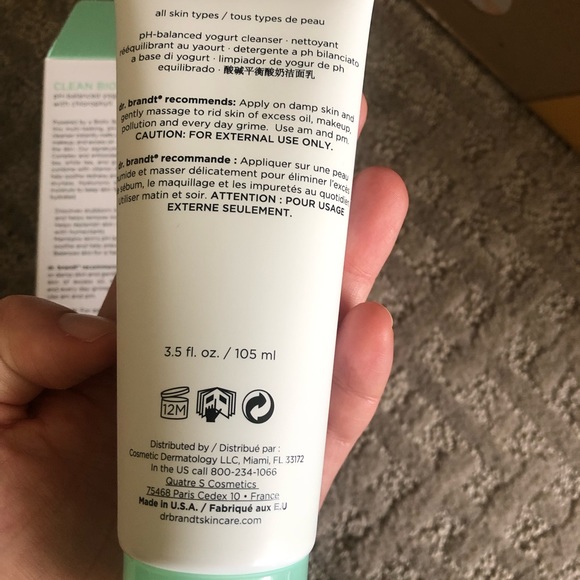 all skin types / tous types de peau
pH-balanced yogurt cleanser · nettoyant
rééquilibrant au yaourt · detergente a ph bilanciato
a base di yogurt · limpiador de yogur de ph
equilibrado · 酸碱平衡酸奶洁面乳
dr. brandt® recommends: Apply on damp skin and
gently massage to rid skin of excess oil, makeup,
pollution and every day grime. Use am and pm.
CAUTION: FOR EXTERNAL USE ONLY.
dr. brandt® recommande : Appliquer sur une peau
humide et masser délicatement pour éliminer l'excès
sébum, le maquillage et les impuretés au quotidien
utiliser matin et soir. ATTENTION : POUR USAGE
EXTERNE SEULEMENT.
3.5 fl. oz. / 105 ml
12M
Distributed by / Distribué par :
Cosmetic Dermatology LLC, Miami, FL 33172
In the US call 800-234-1066
Quatre S Cosmetics
75468 Paris Cedex 10 • France
Made in U.S.A. / Fabriqué aux E.U
drbrandtskincare.com
CLEAN BIO
with chlorophyll
dr. brandt® recommends